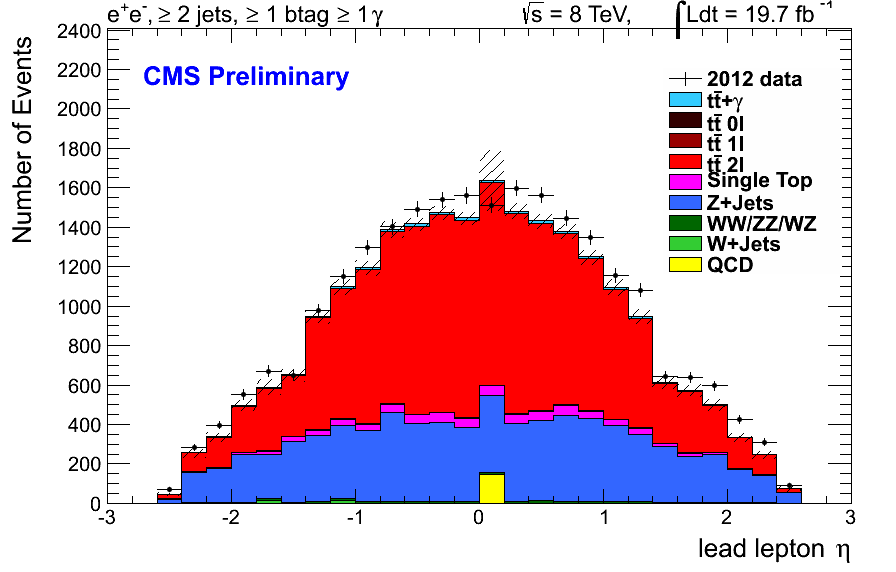 e⁺e⁻, ≥ 2 jets, ≥ 1 btag ≥ 1 γ √s = 8 TeV, ∫Ldt = 19.7 fb⁻¹
CMS Preliminary
Number of Events
2400
2200
2000
1800
1600
1400
1200
1000
800
600
400
200
0
2012 data
tt̄+γ
tt̄ 0l
tt̄ 1l
tt̄ 2l
Single Top
Z+Jets
WW/ZZ/WZ
W+Jets
QCD
-3 -2 -1 0 1 2 3
lead lepton η